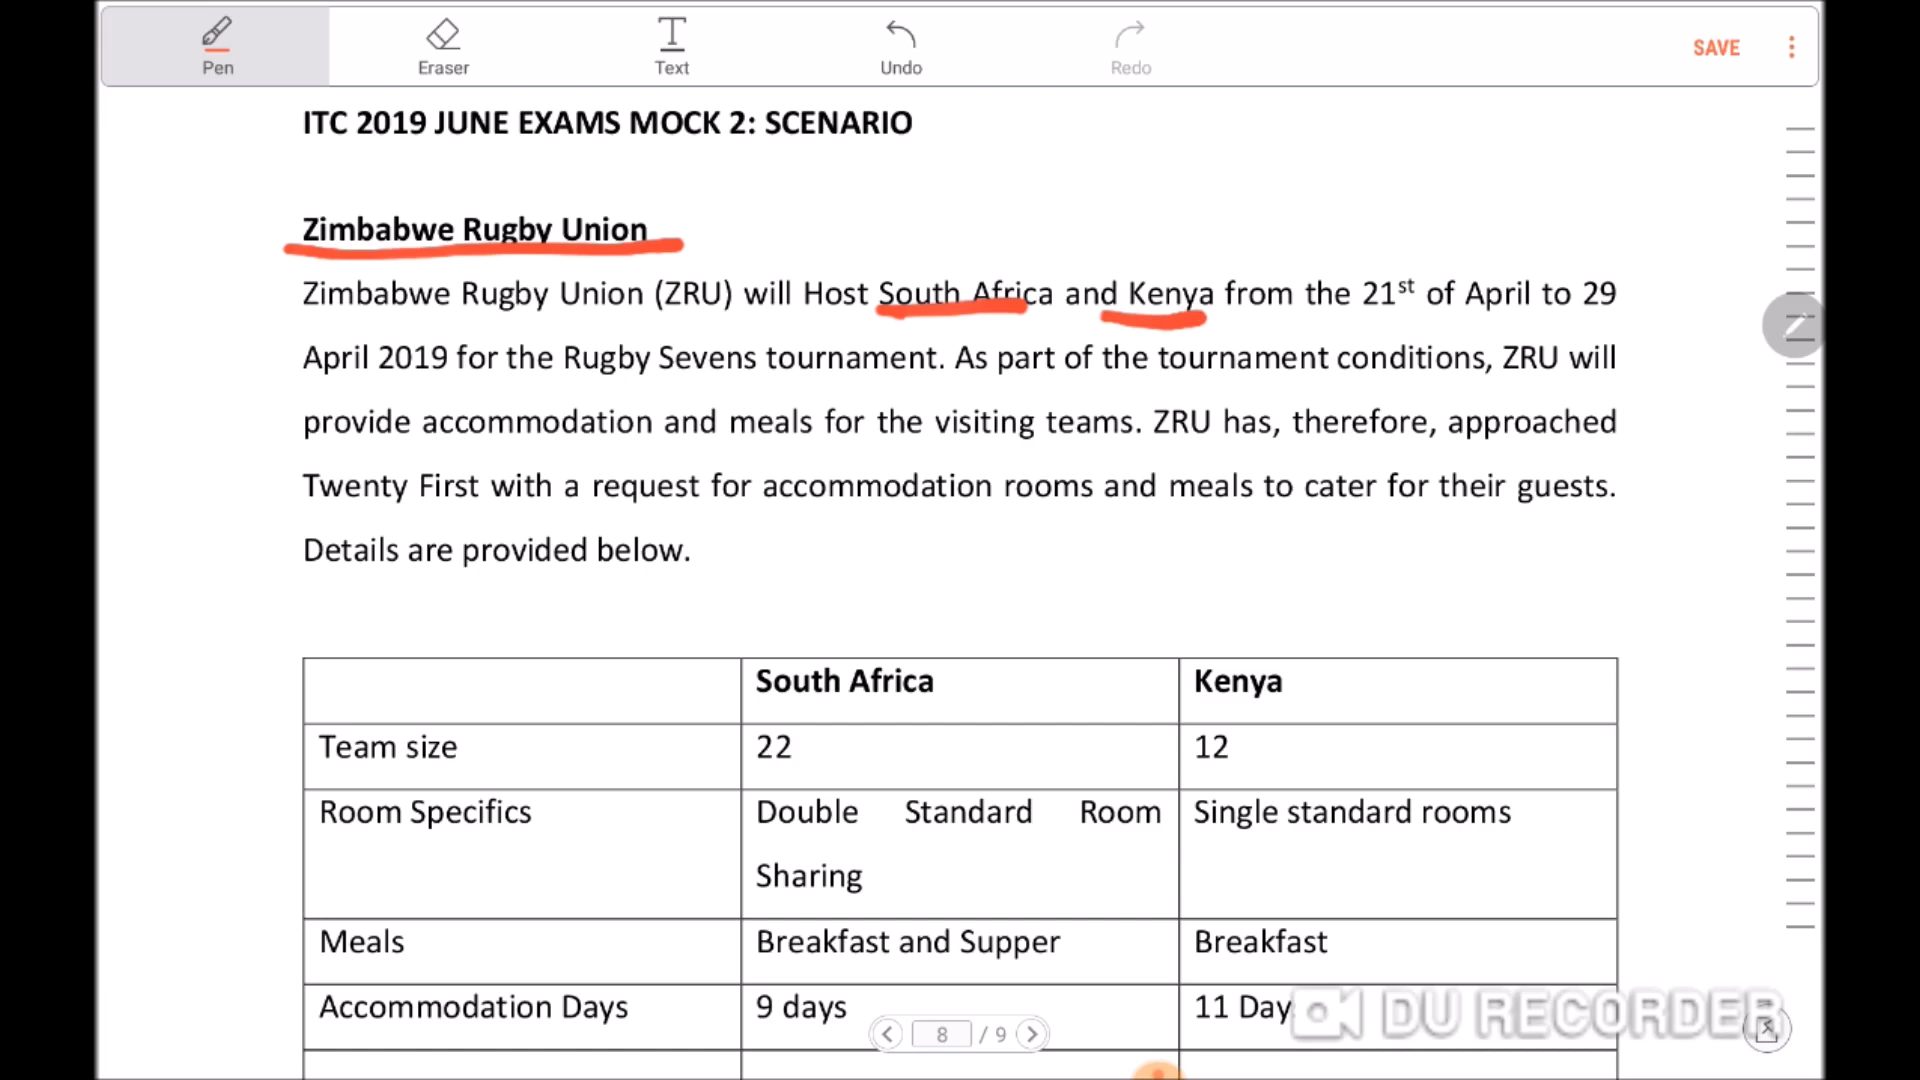 Pen Eraser Text Undo Redo SAVE
ITC 2019 JUNE EXAMS MOCK 2: SCENARIO
Zimbabwe Rugby Union
Zimbabwe Rugby Union (ZRU) will Host South Africa and Kenya from the 21st of April to 29
April 2019 for the Rugby Sevens tournament. As part of the tournament conditions, ZRU will
provide accommodation and meals for the visiting teams. ZRU has, therefore, approached
Twenty First with a request for accommodation rooms and meals to cater for their guests.
Details are provided below.
South Africa Kenya
Team size 22 12
Room Specifics Double Standard Room Single standard rooms
Sharing
Meals Breakfast and Supper Breakfast
Accommodation Days 9 days 11 Day
8 / 9
DU RECORDER